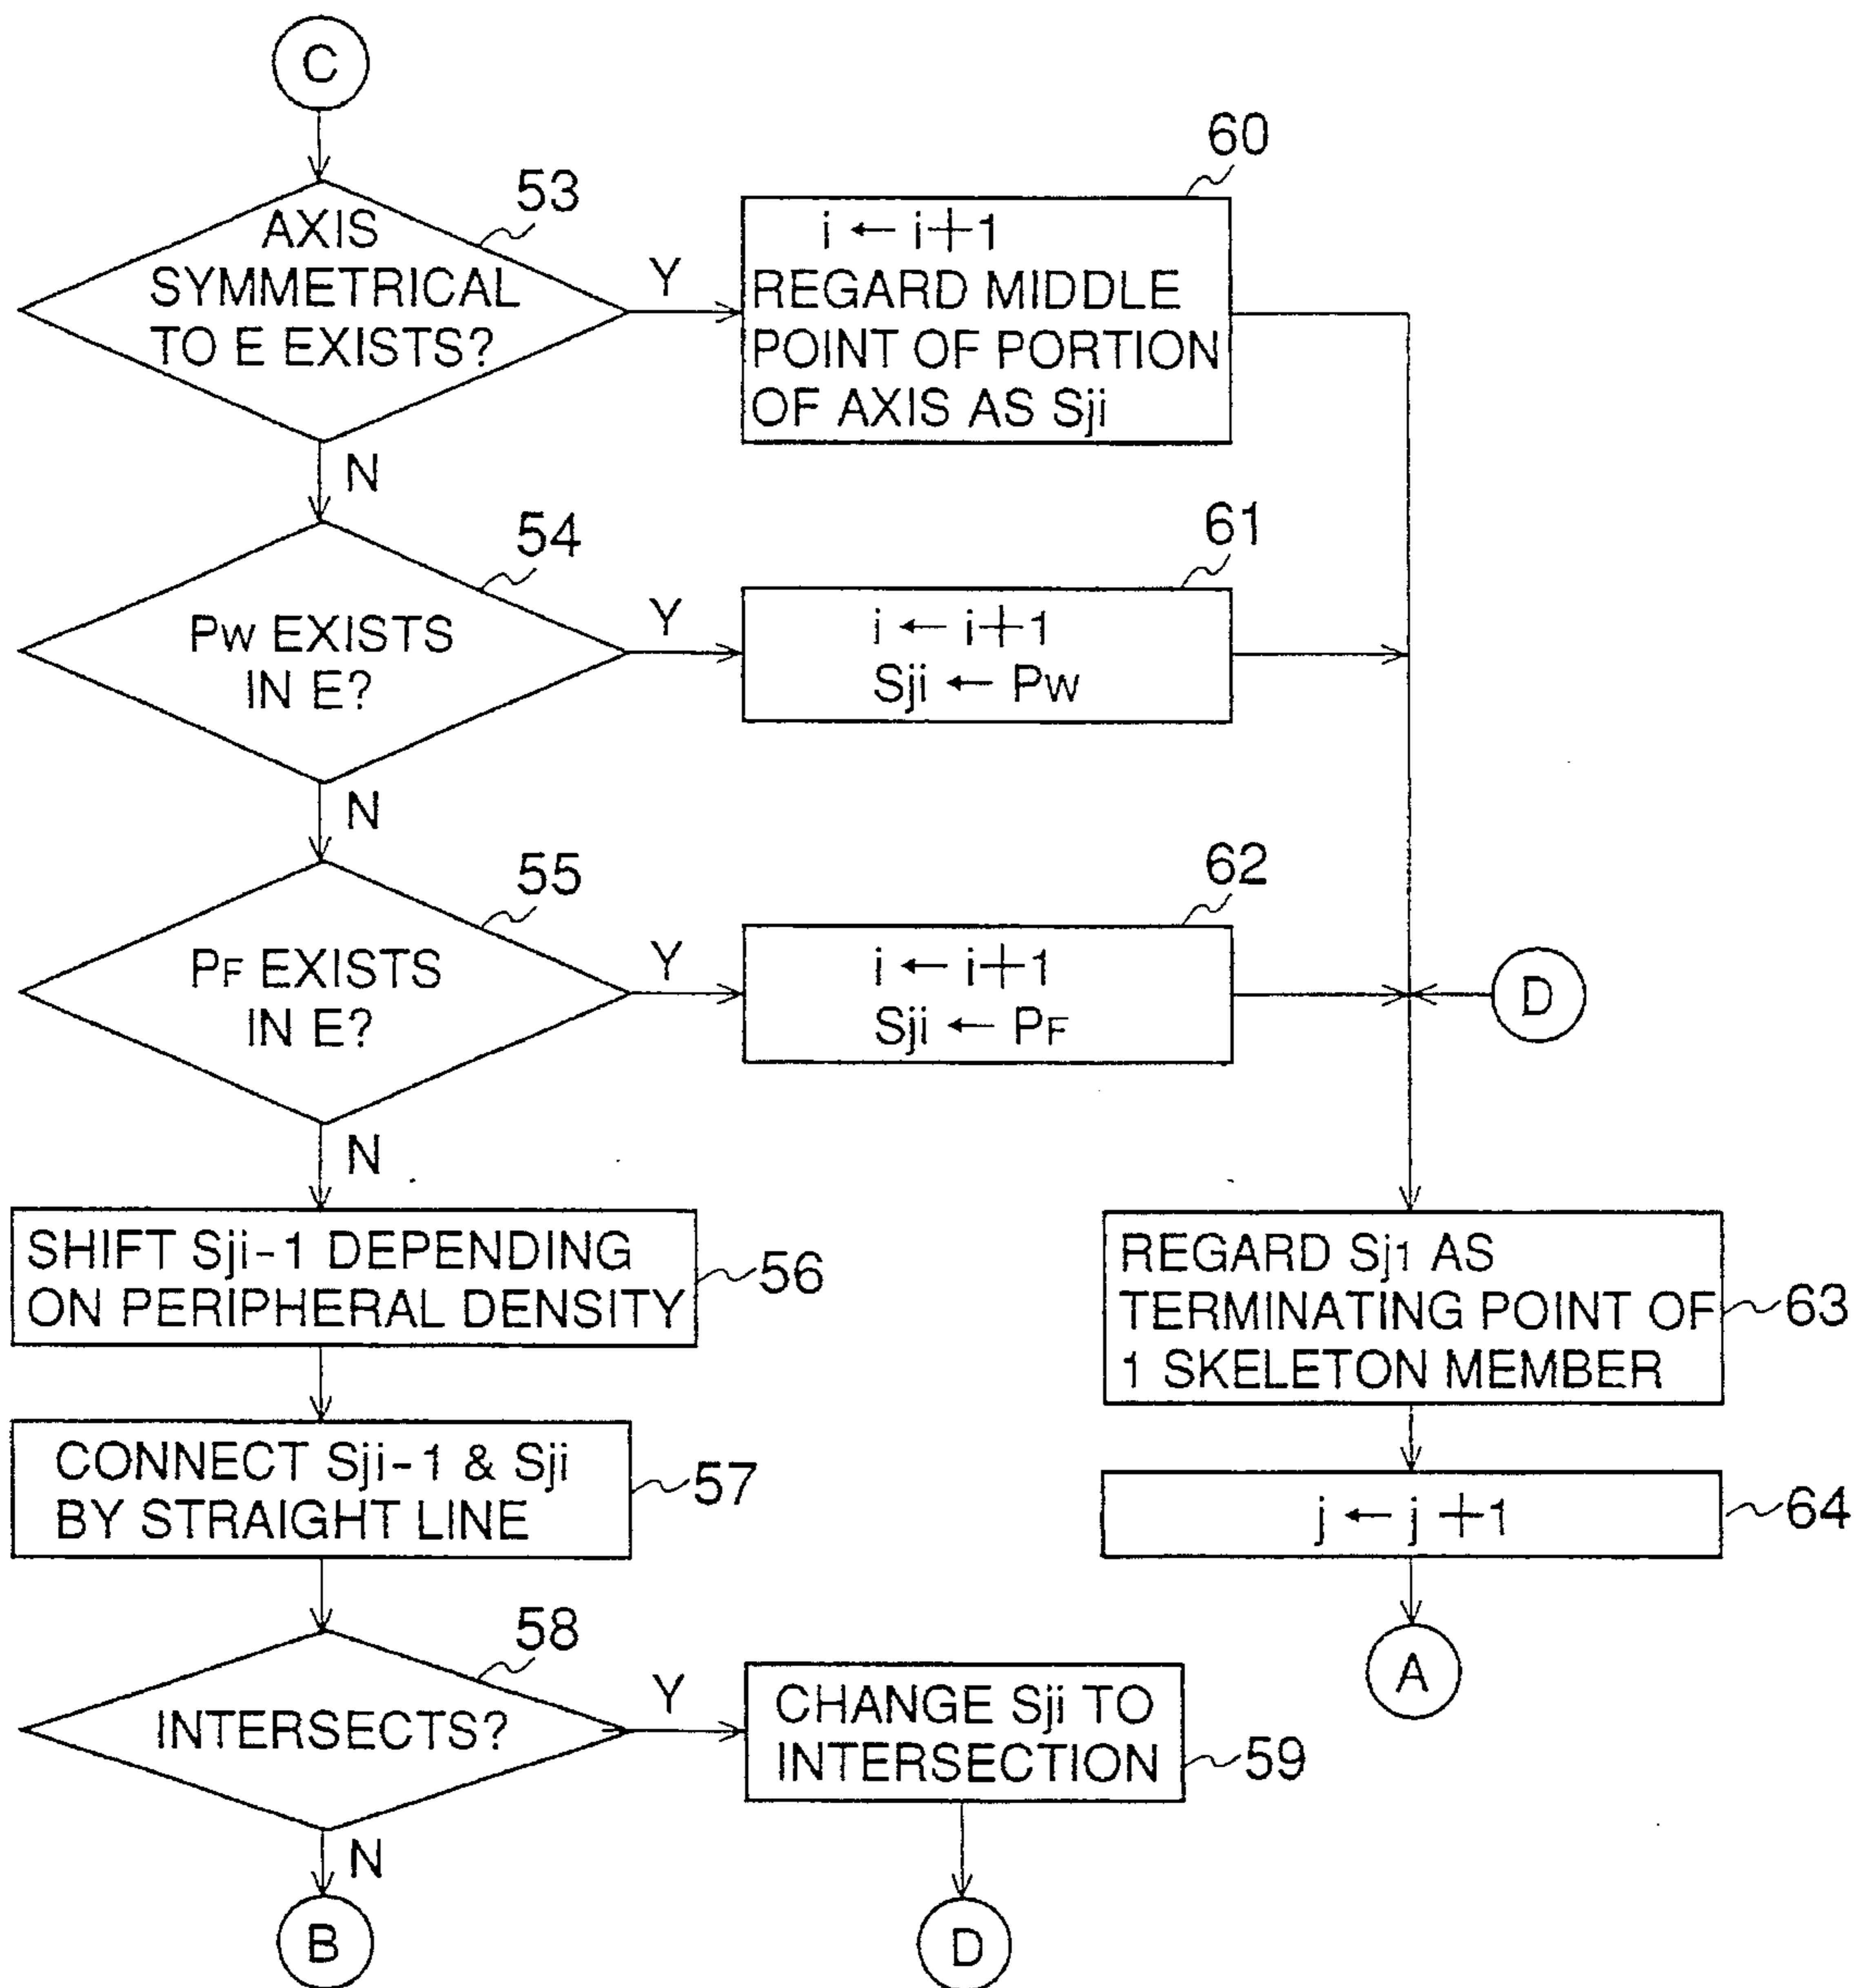 C
53
AXIS
SYMMETRICAL
TO E EXISTS?
Y
N
60
i ← i+1
REGARD MIDDLE
POINT OF PORTION
OF AXIS AS Sji
54
PW EXISTS
IN E?
Y
N
61
i ← i+1
Sji ← PW
55
PF EXISTS
IN E?
Y
N
62
i ← i+1
Sji ← PF
D
SHIFT Sji-1 DEPENDING
ON PERIPHERAL DENSITY
56
REGARD Sj1 AS
TERMINATING POINT OF
1 SKELETON MEMBER
63
CONNECT Sji-1 & Sji
BY STRAIGHT LINE
57
j ← j+1
64
A
58
INTERSECTS?
Y
N
CHANGE Sji TO
INTERSECTION
59
B
D